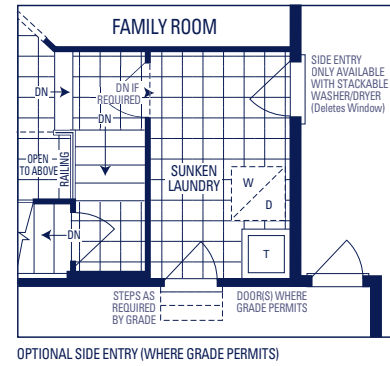 FAMILY ROOM
SIDE ENTRY
ONLY AVAILABLE
WITH STACKABLE
WASHER/DRYER
(Deletes Window)
DN
DN IF
REQUIRED
DN
OPEN
TO ABOVE
RAILING
SUNKEN
LAUNDRY
W
D
DN
T
STEPS AS
REQUIRED
BY GRADE
DOOR(S) WHERE
GRADE PERMITS
OPTIONAL SIDE ENTRY (WHERE GRADE PERMITS)